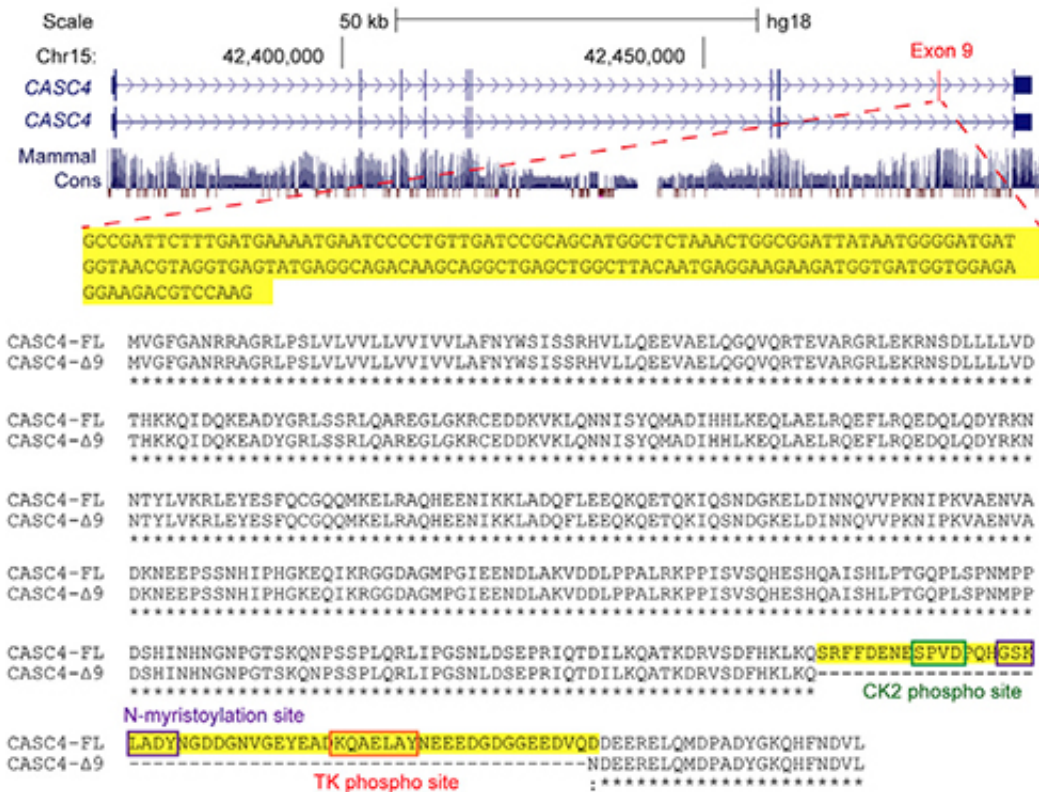 Scale 50 kb hg18
Chr15: 42,400,000 42,450,000 Exon 9
CASC4
CASC4
Mammal
Cons
GCCGATTCTTTGATGAAAATGAATCCCCTGTTGATCCGCAGCATGGCTCTAAACTGGCGGATTATAATGGGGATGAT
GGTAACGTAGGTGAGTATGAGGCAGACAAGCAGGCTGAGCTGGCTTACAATGAGGAAGAAGATGGTGATGGTGGAGA
GGAAGACGTCCAAG
CASC4-FL MVGFGANRRAGRLPSLVLVVLLVVIVVLAFNYWSISSRHVLLQEEVAELQGQVQRTEVARGRLEKRNSDLLLLVD
CASC4-Δ9 MVGFGANRRAGRLPSLVLVVLLVVIVVLAFNYWSISSRHVLLQEEVAELQGQVQRTEVARGRLEKRNSDLLLLVD
***************************************************************************
CASC4-FL THKKQIDQKEADYGRLSSRLQAREGLGKRCEDDKVKLQNNISYQMADIHHLKEQLAELRQEFLRQEDQLQDYRKN
CASC4-Δ9 THKKQIDQKEADYGRLSSRLQAREGLGKRCEDDKVKLQNNISYQMADIHHLKEQLAELRQEFLRQEDQLQDYRKN
***************************************************************************
CASC4-FL NTYLVKRLEYESFQCGQQMKELRAQHEENIKKLADQFLEEQKQETQKIQSNDGKELDINNQVVPKNIPKVAENVA
CASC4-Δ9 NTYLVKRLEYESFQCGQQMKELRAQHEENIKKLADQFLEEQKQETQKIQSNDGKELDINNQVVPKNIPKVAENVA
***************************************************************************
CASC4-FL DKNEEPSSNHIPHGKEQIKRGGDAGMPGIEENDLAKVDDLPPALRKPPISVSQHESHQAISHLPTGQPLSPNMPP
CASC4-Δ9 DKNEEPSSNHIPHGKEQIKRGGDAGMPGIEENDLAKVDDLPPALRKPPISVSQHESHQAISHLPTGQPLSPNMPP
***************************************************************************
CASC4-FL DSHINHNGNPGTSKQNPSSPLQRLIPGSNLDSEPRIQTDILKQATKDRVSDFHKLKQSRFFDENESPVDPQHGSK
CASC4-Δ9 DSHINHNGNPGTSKQNPSSPLQRLIPGSNLDSEPRIQTDILKQATKDRVSDFHKLKQ------------------
*********************************************************
CK2 phospho site
N-myristoylation site
CASC4-FL LADYNGDDGNVGEYEADKQAELAYNEEEDGDGGEEDVQDDEERELQMDPADYGKQHFNDVL
CASC4-Δ9 --------------------------------------NDEERELQMDPADYGKQHFNDVL
:**********************
TK phospho site